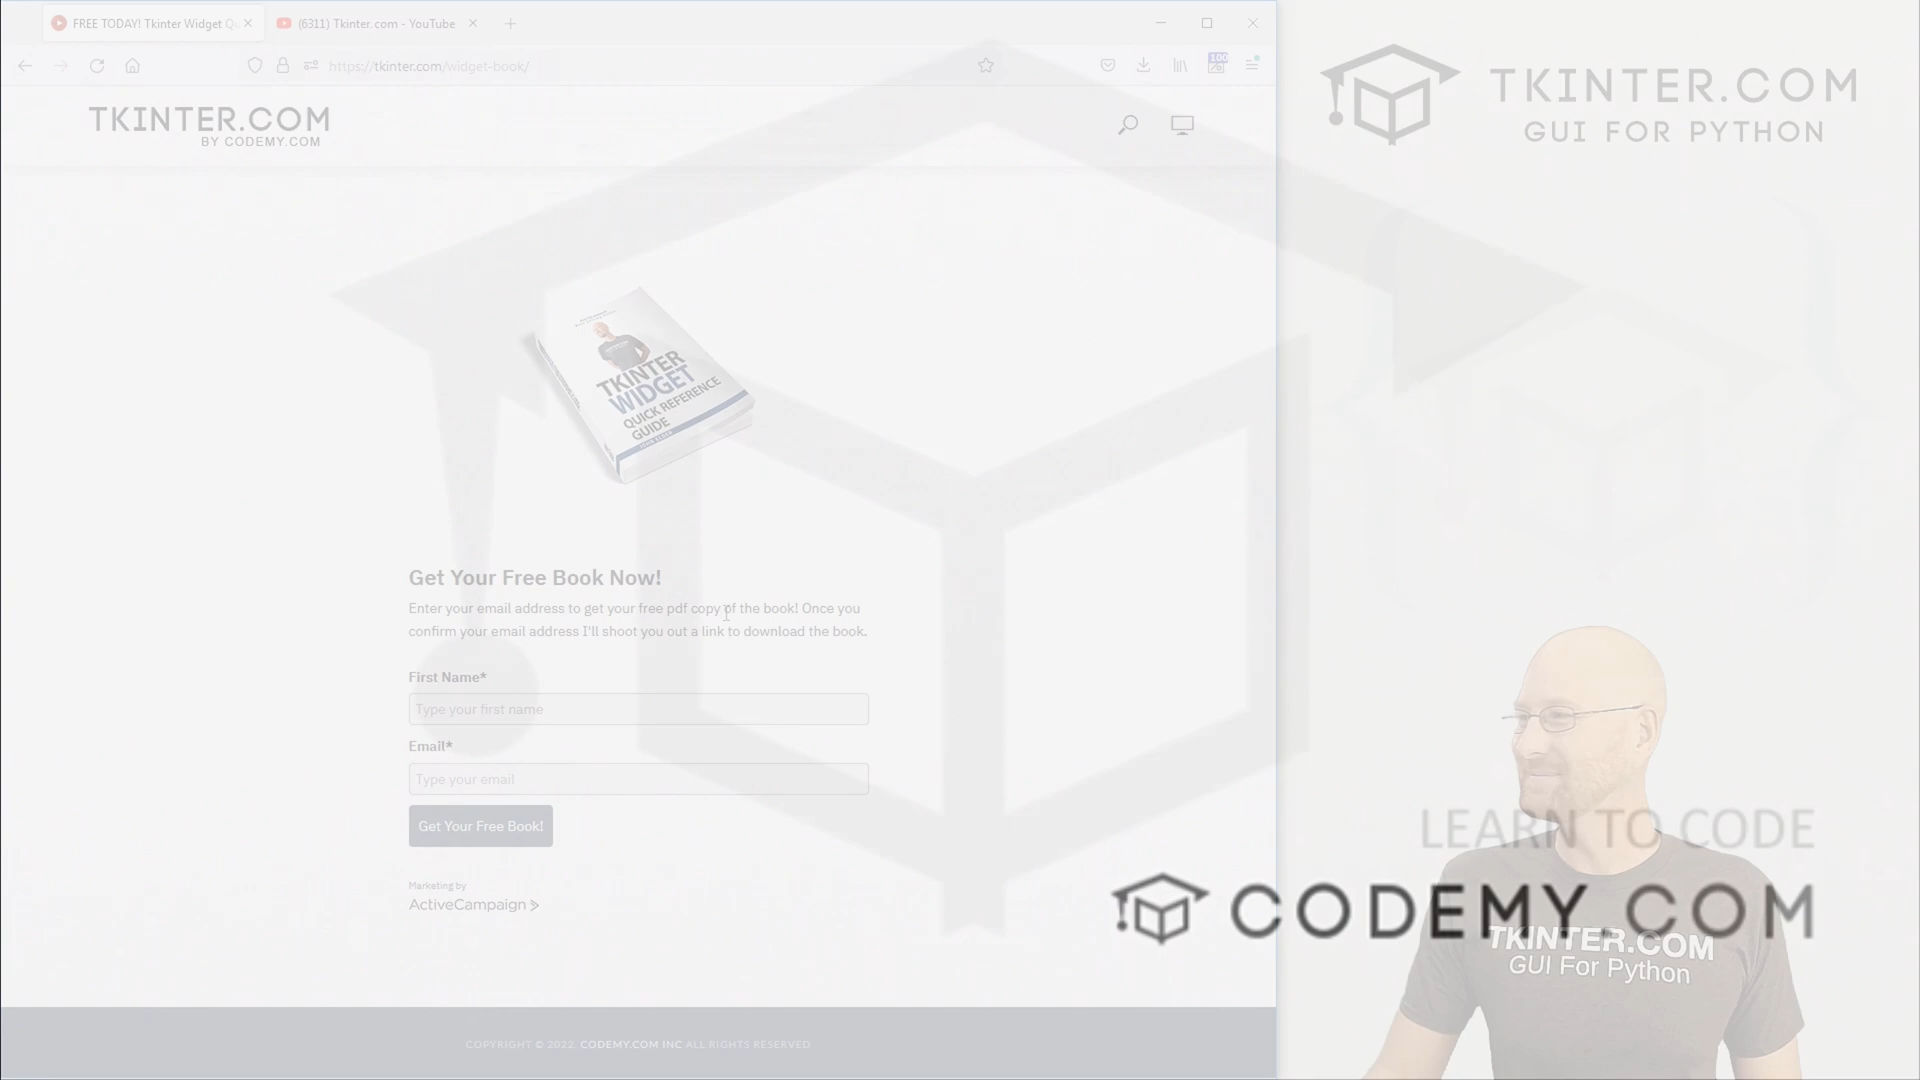 FREE TODAY! Tkinter Widget Qu
(6311) Tkinter.com - YouTube
https://tkinter.com/widget-book/
100
TKINTER.COM
BY CODEMY.COM
TKINTER.COM
GUI FOR PYTHON
TKINTER
WIDGET
QUICK REFERENCE
GUIDE
Get Your Free Book Now!
Enter your email address to get your free pdf copy of the book! Once you
confirm your email address I'll shoot you out a link to download the book.
First Name*
Type your first name
Email*
Type your email
Get Your Free Book!
Marketing by
ActiveCampaign >
LEARN TO CODE
CODEMY.COM
TKINTER.COM
GUI For Python
COPYRIGHT © 2022. CODEMY.COM INC ALL RIGHTS RESERVED